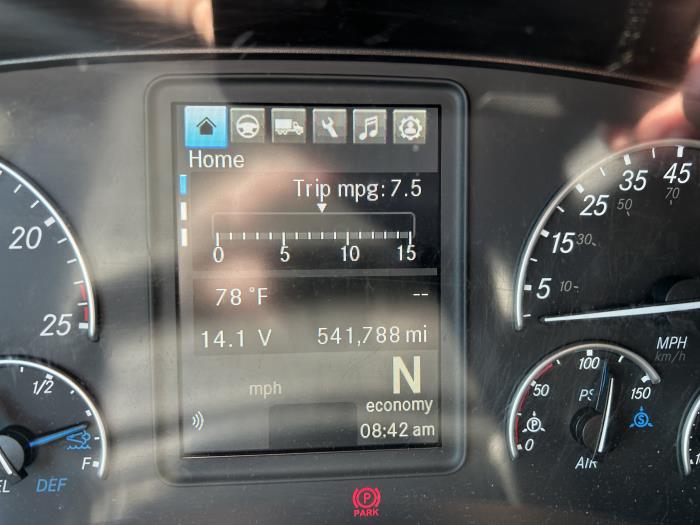 Home
Trip mpg: 7.5
0 5 10 15
78 °F --
14.1 V 541,788 mi
mph
N
economy
08:42 am
20
25
1/2
F
DEF
5 15 25 35 45
10 30 50 70
MPH
km/h
0 50 100 150
P
S
AIR
P
PARK